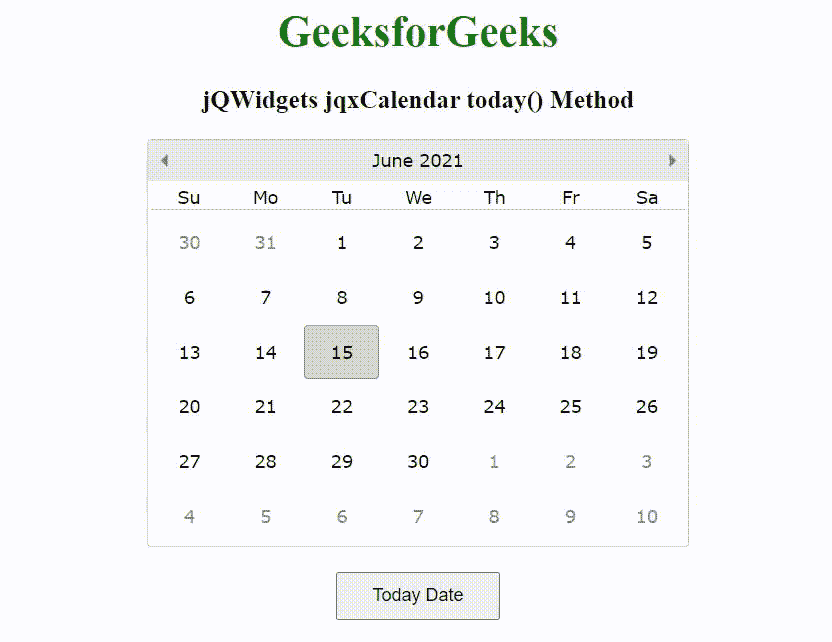 GeeksforGeeks
jQWidgets jqxCalendar today() Method
June 2021
Su Mo Tu We Th Fr Sa
30 31 1 2 3 4 5
6 7 8 9 10 11 12
13 14 15 16 17 18 19
20 21 22 23 24 25 26
27 28 29 30 1 2 3
4 5 6 7 8 9 10
Today Date